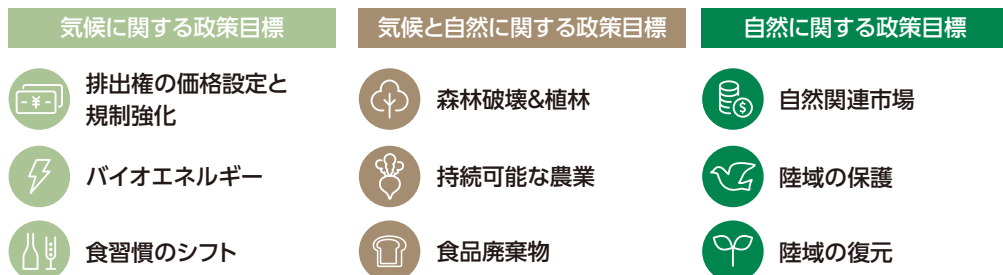 気候に関する政策目標
排出権の価格設定と
規制強化
バイオエネルギー
食習慣のシフト
気候と自然に関する政策目標
森林破壊&植林
持続可能な農業
食品廃棄物
自然に関する政策目標
自然関連市場
陸域の保護
陸域の復元